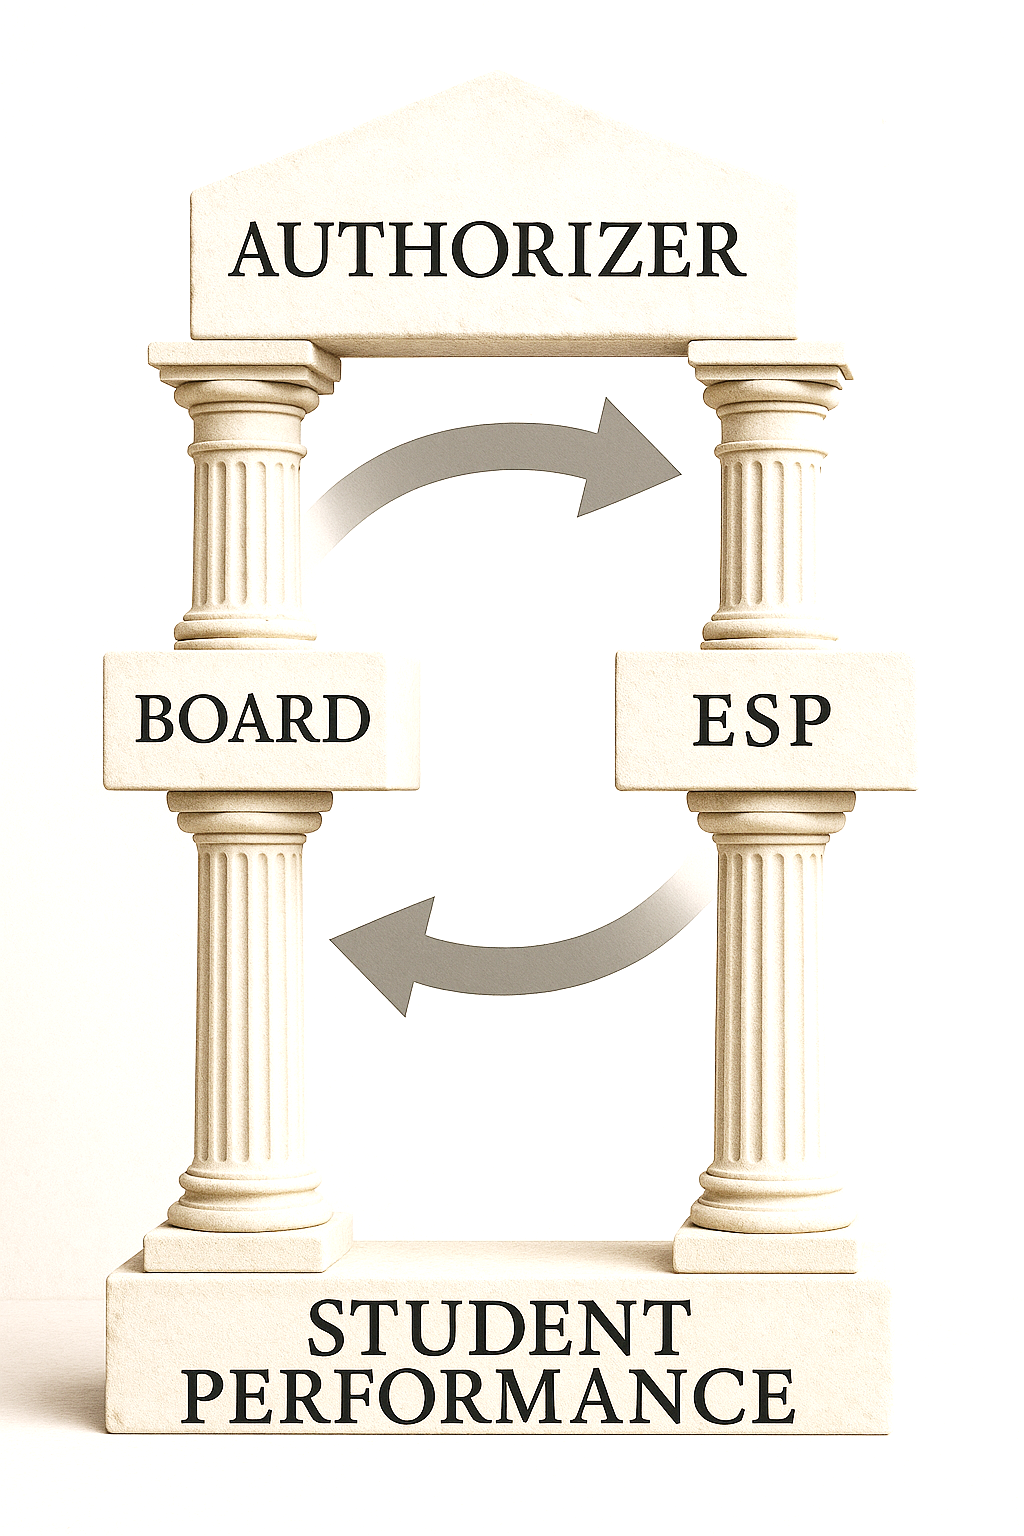 AUTHORIZER
BOARD
ESP
STUDENT
PERFORMANCE